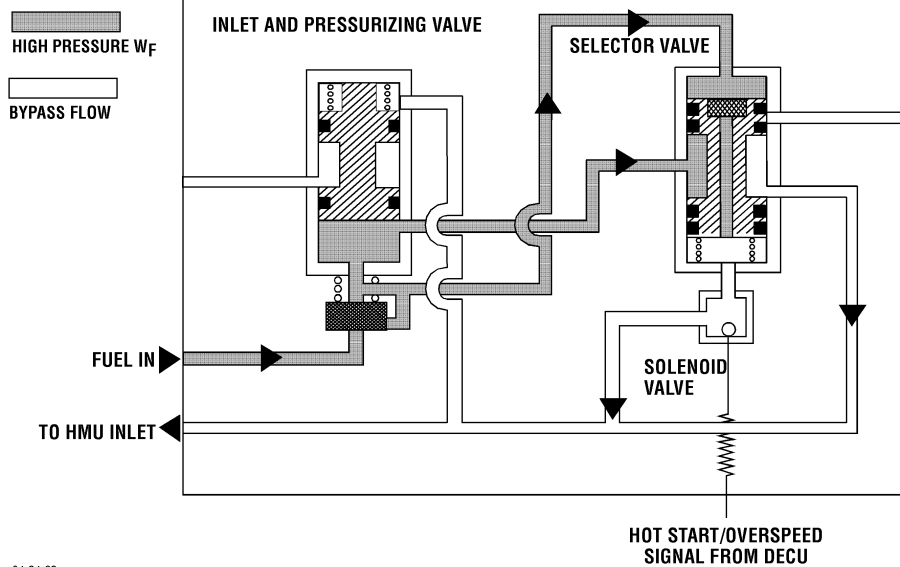 HIGH PRESSURE WF
BYPASS FLOW
INLET AND PRESSURIZING VALVE
SELECTOR VALVE
FUEL IN
TO HMU INLET
SOLENOID
VALVE
HOT START/OVERSPEED
SIGNAL FROM DECU